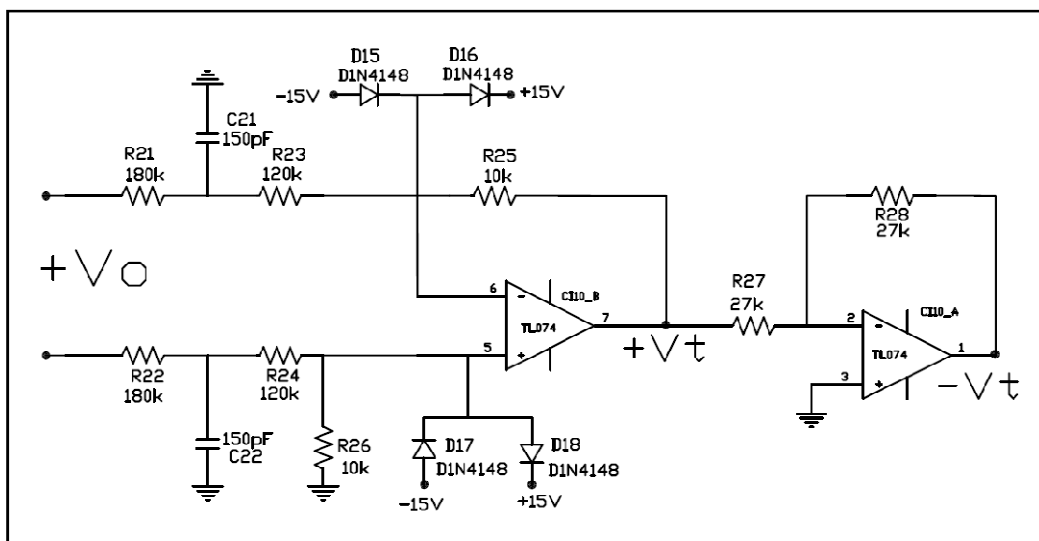 D15
D1N4148
D16
D1N4148
-15V
+15V
C21
150pF
R21
180k
R23
120k
R25
10k
R28
27k
+Vo
6
-
CI10_B
TL074
7
5
+
+Vt
R27
27k
2
-
CI10_A
TL074
1
3
+
-Vt
R22
180k
R24
120k
150pF
C22
R26
10k
D17
D1N4148
D18
D1N4148
-15V
+15V